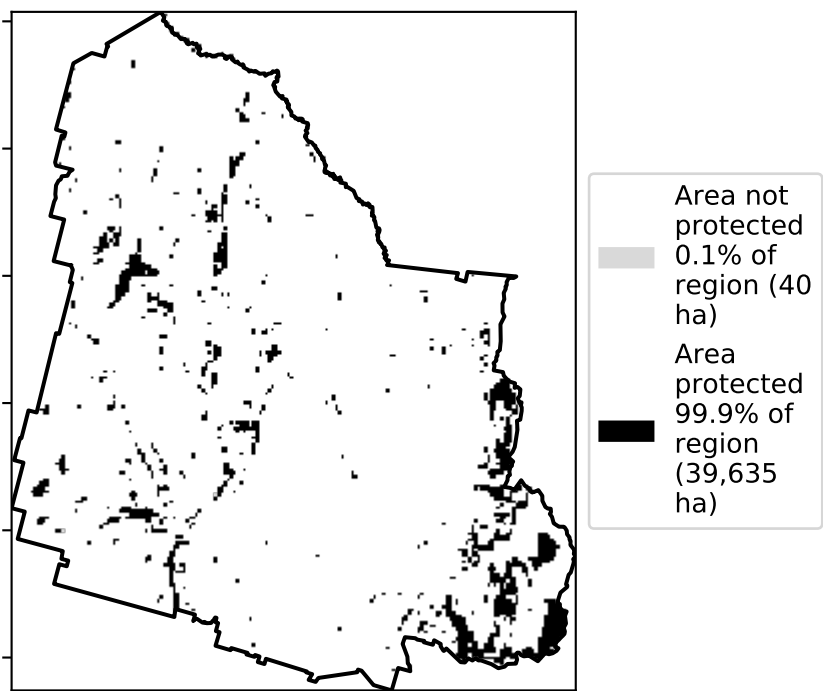 Area not
protected
0.1% of
region (40
ha)
Area
protected
99.9% of
region
(39,635
ha)